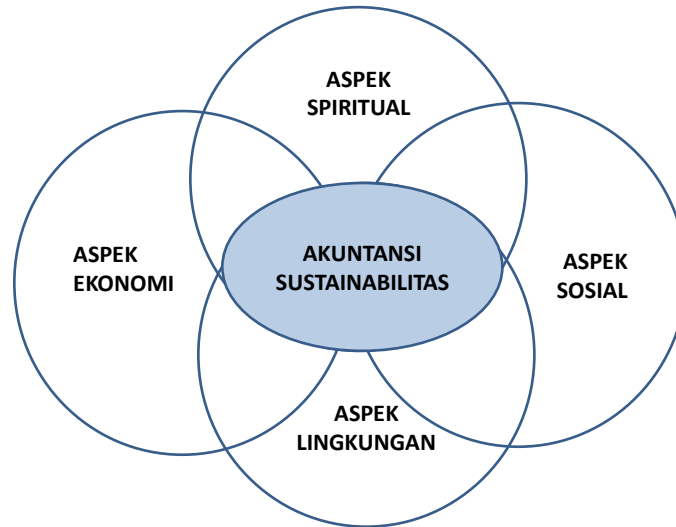 ASPEK
SPIRITUAL
ASPEK
EKONOMI
AKUNTANSI
SUSTAINABILITAS
ASPEK
SOSIAL
ASPEK
LINGKUNGAN